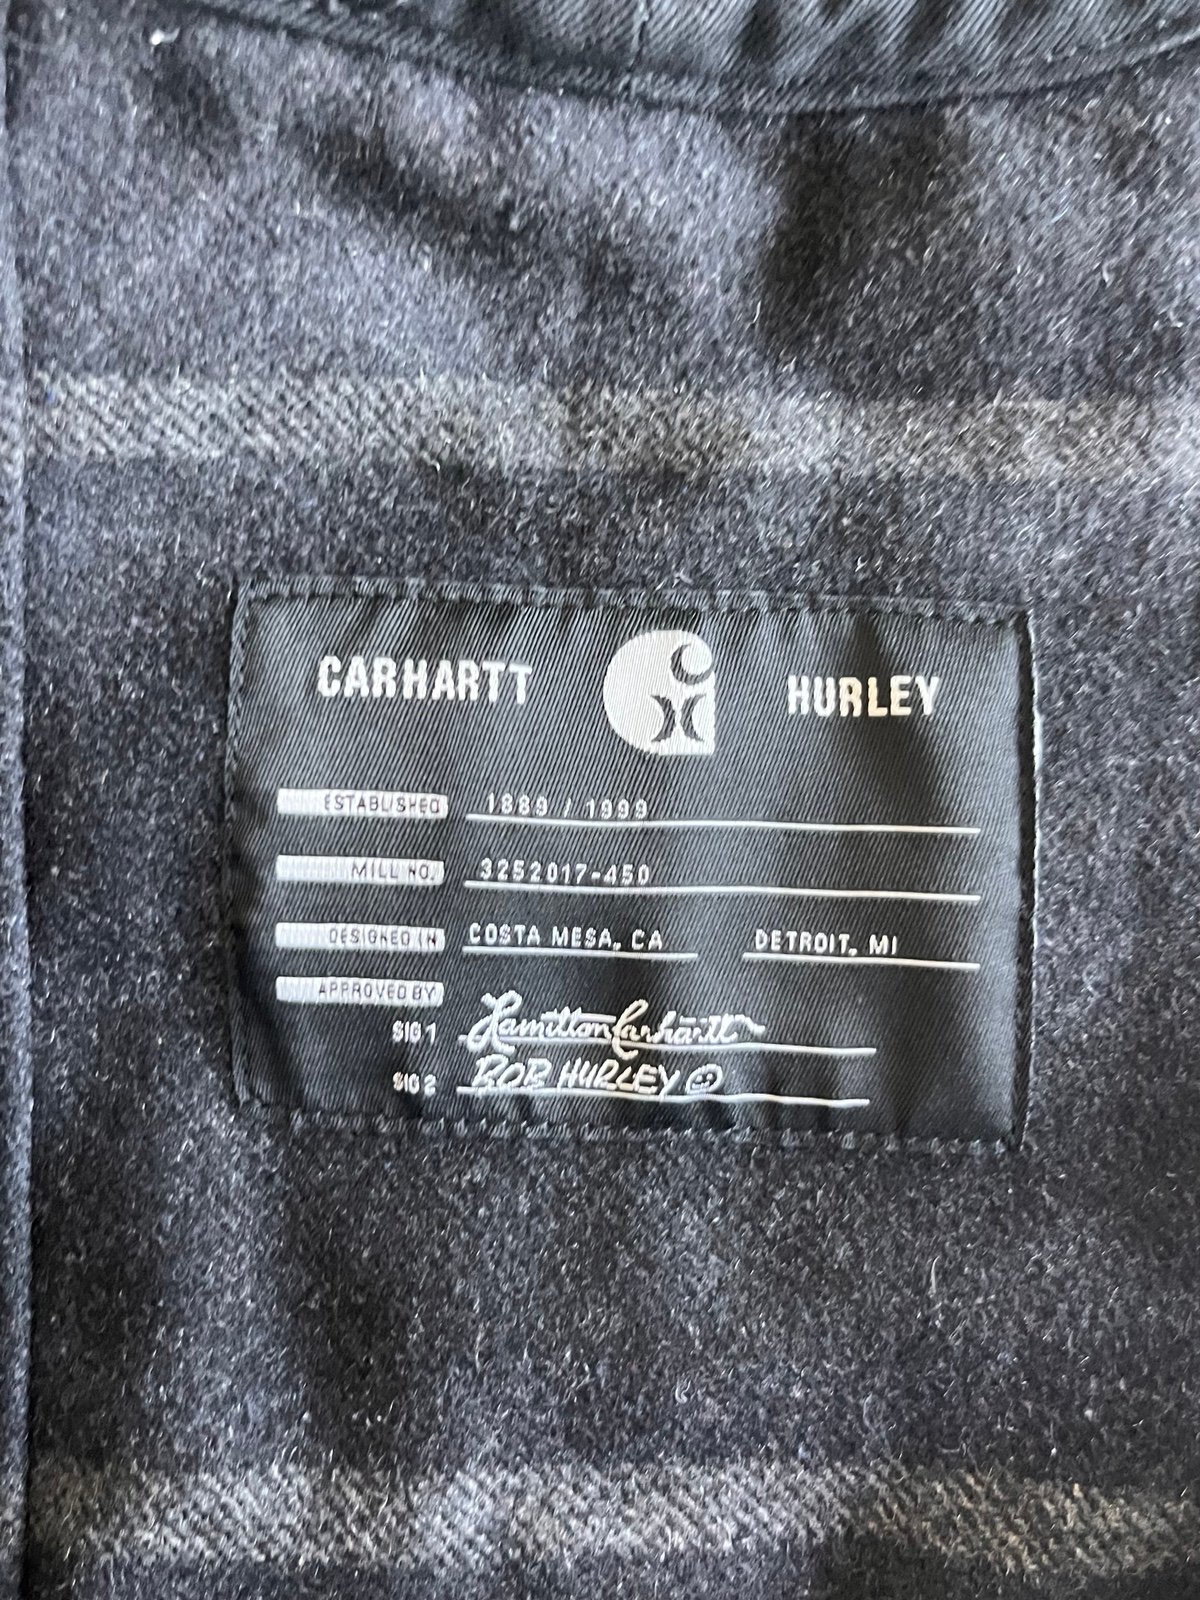 CARHARTT HURLEY
ESTABLISHED 1889 / 1999
MILL NO. 3252017-450
DESIGNED IN COSTA MESA, CA DETROIT, MI
APPROVED BY
SIG 1 Hamilton Carhartt
SIG 2 BOB HURLEY